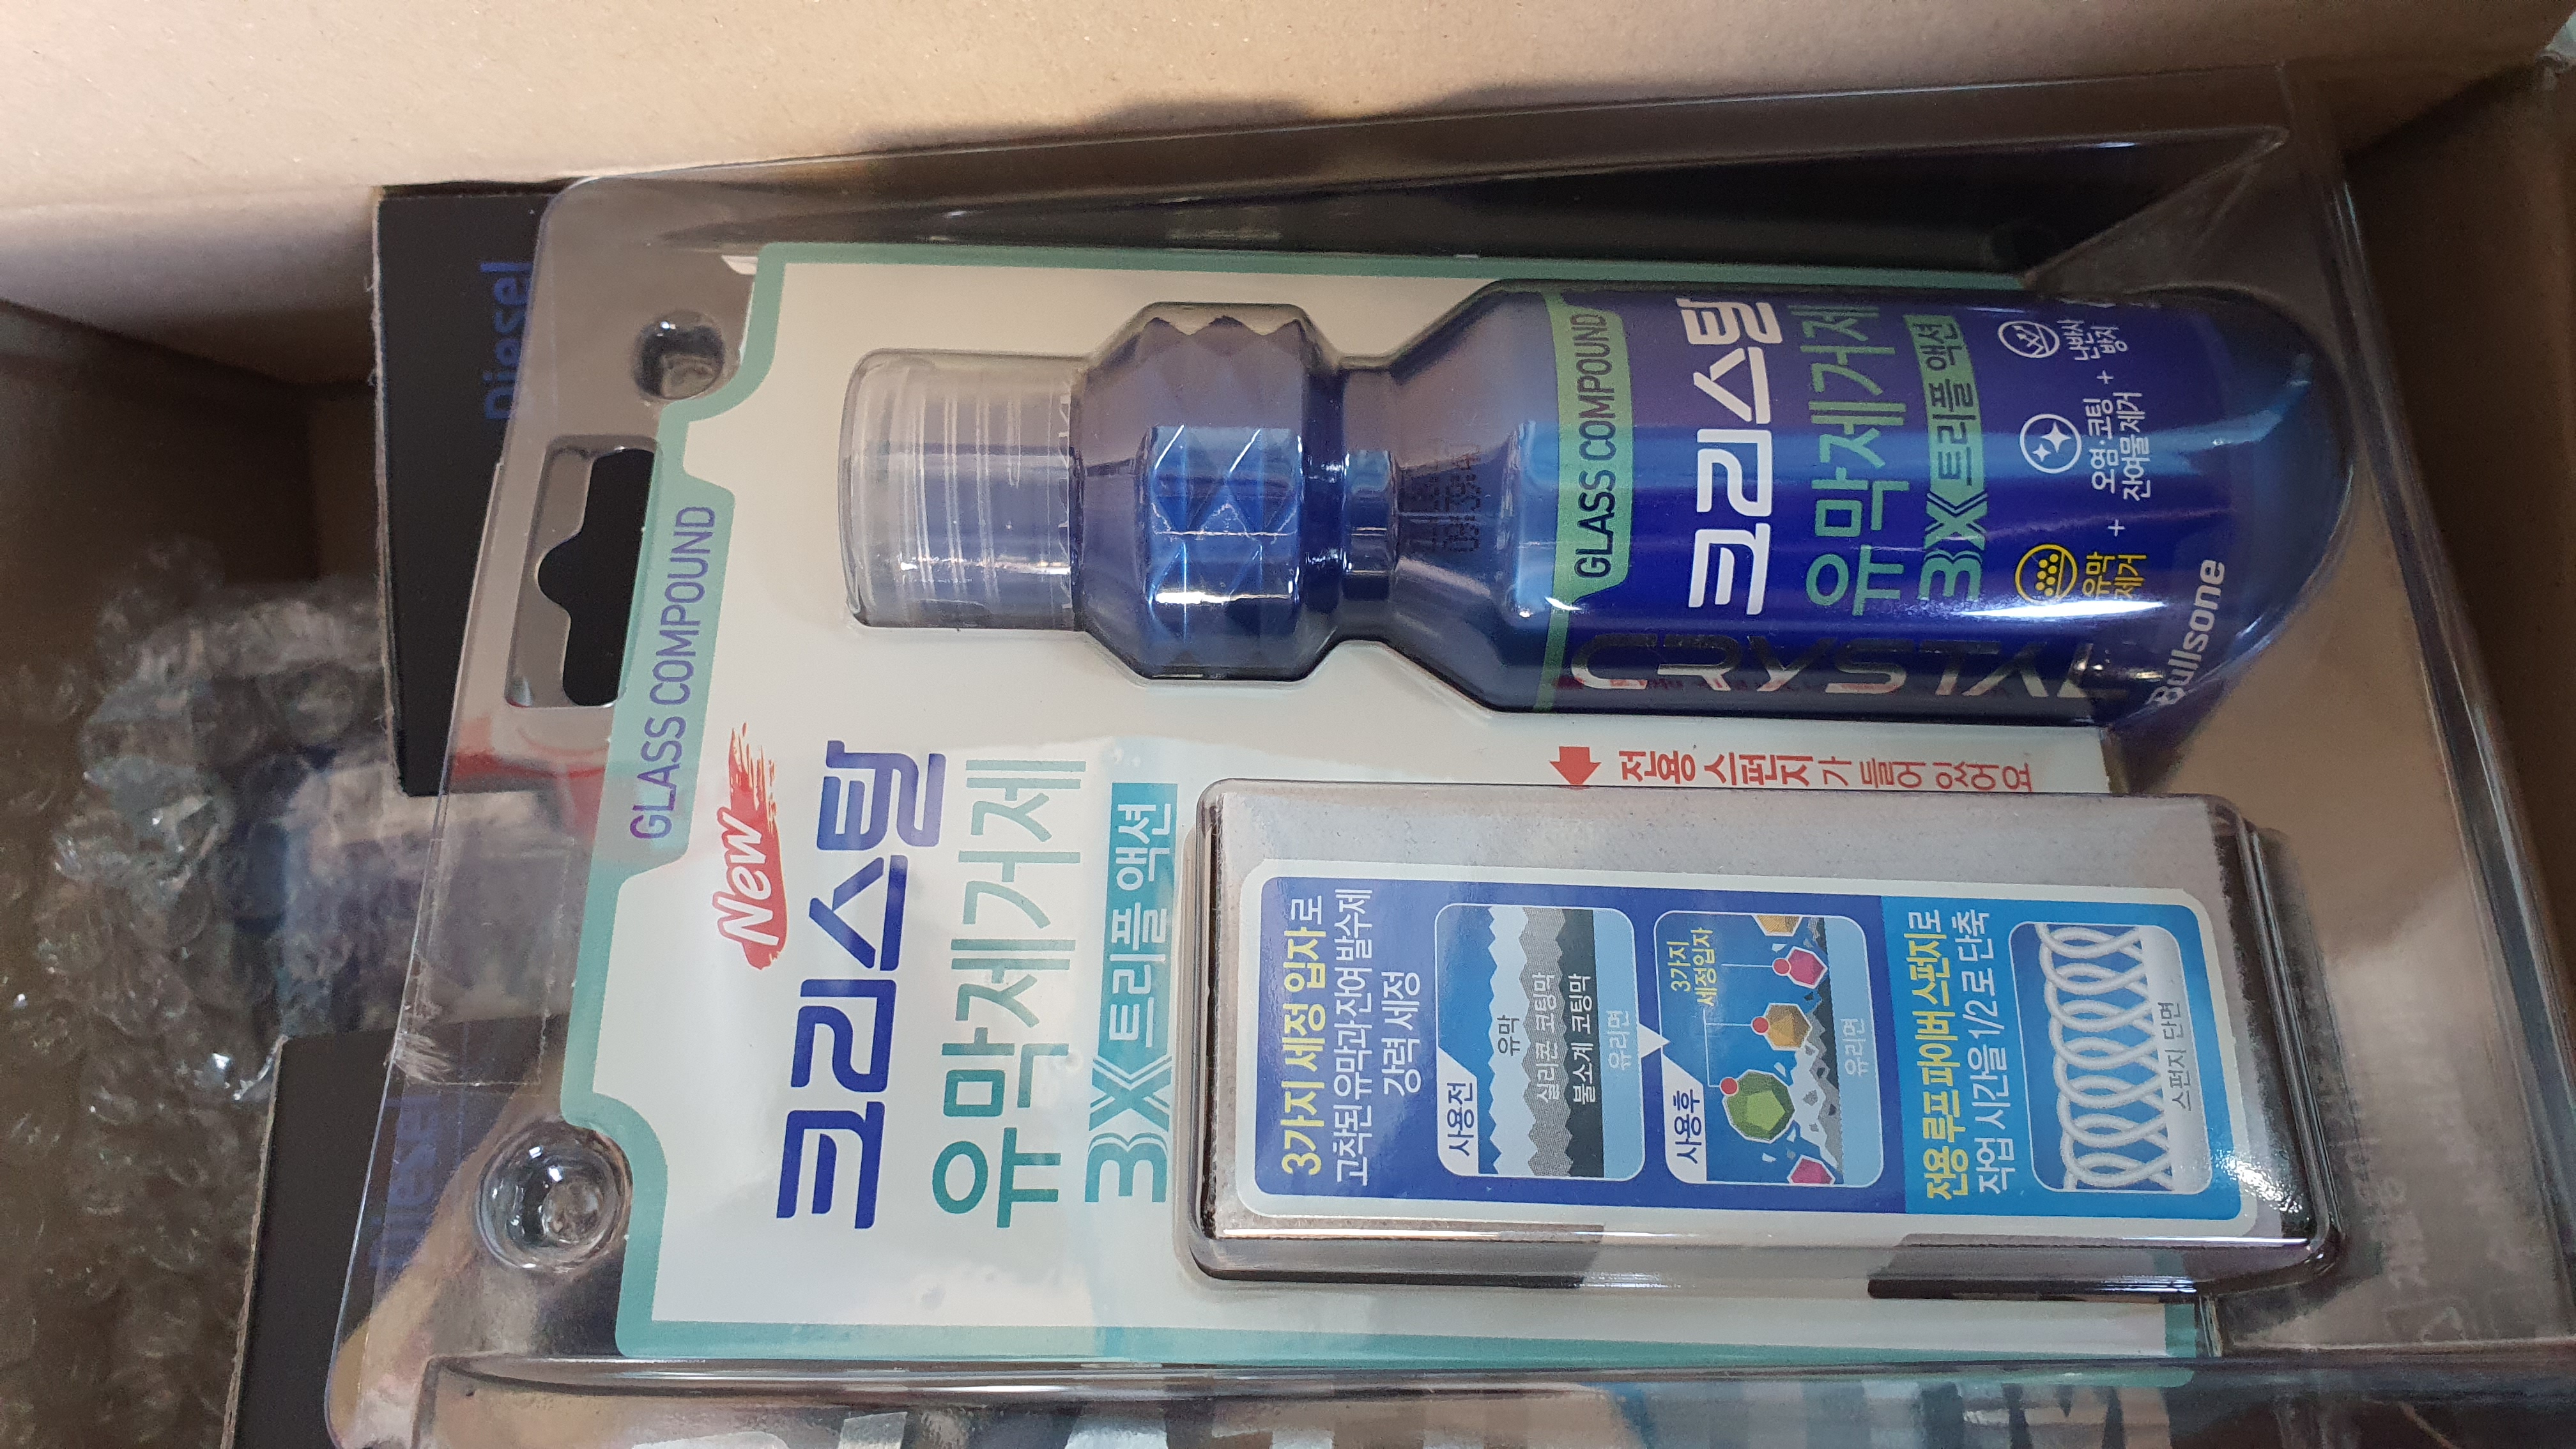 GLASS COMPOUND
New
크리스탈
유막제거제
3X 트리플 액션
GLASS COMPOUND
크리스탈
유막제거제
3X 트리플 액션
유막
제거
+
오염·코팅
잔여물 제거
+
난반사
방지
CRYSTAL
Bullsone
전용 스펀지가 들어 있어요
3가지 세정 입자로
고착된 유막과 잔여 발수제
강력 세정
사용전
유막
실리콘 코팅막
불소계 코팅막
유리면
사용후
3가지
세정입자
유리면
전용 루프 파이버 스펀지로
작업 시간을 1/2로 단축
스펀지 단면
Diesel
Diesel